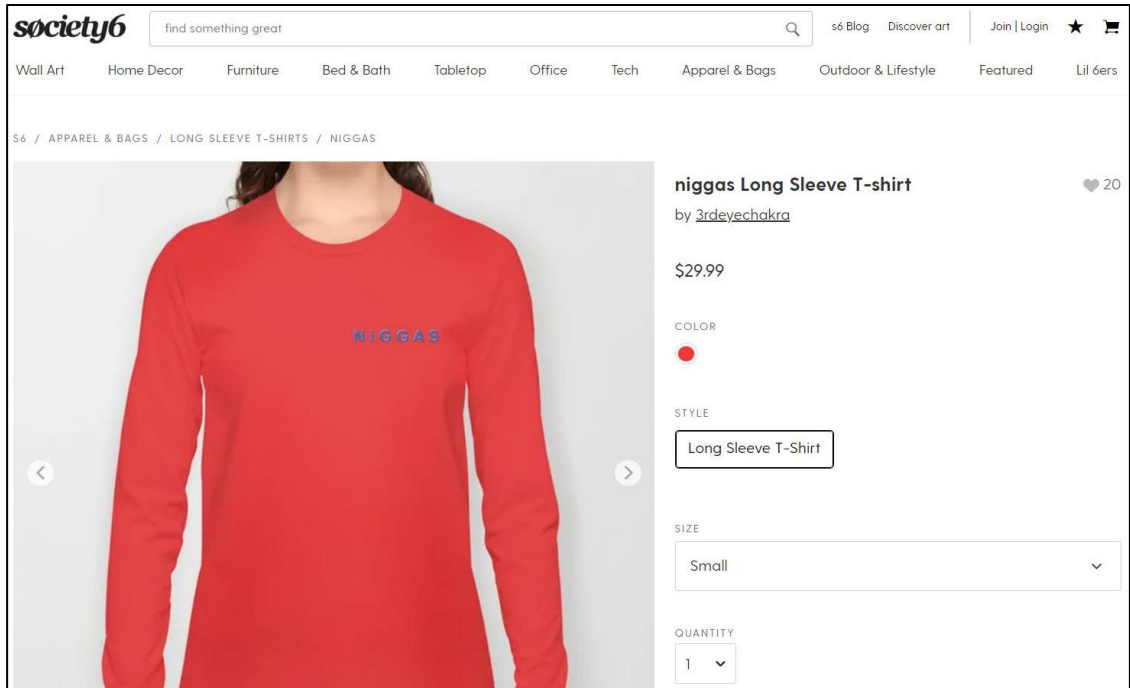 søciety6
find something great
s6 Blog Discover art Join | Login
Wall Art Home Decor Furniture Bed & Bath Tabletop Office Tech Apparel & Bags Outdoor & Lifestyle Featured Lil 6ers
S6 / APPAREL & BAGS / LONG SLEEVE T-SHIRTS / NIGGAS
NiGGAS
niggas Long Sleeve T-shirt 20
by 3rdeyechakra
$29.99
COLOR
STYLE
Long Sleeve T-Shirt
SIZE
Small
QUANTITY
1